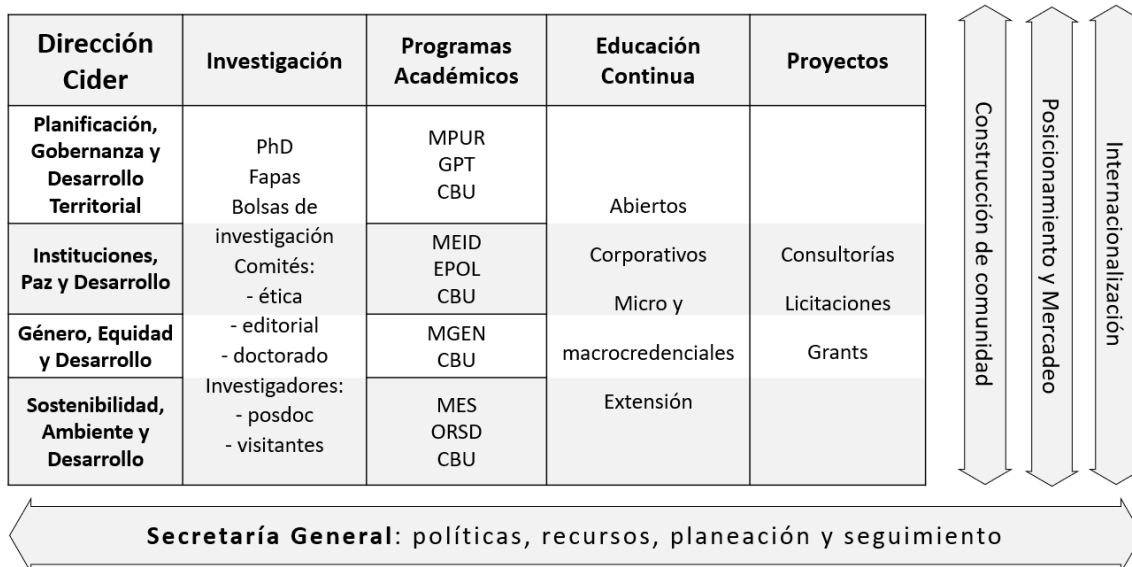 Dirección
Cider
Investigación
Programas
Académicos
Educación
Continua
Proyectos
Planificación,
Gobernanza y
Desarrollo
Territorial
Instituciones,
Paz y Desarrollo
Género, Equidad
y Desarrollo
Sostenibilidad,
Ambiente y
Desarrollo
PhD
Fapas
Bolsas de
investigación
Comités:
- ética
- editorial
- doctorado
Investigadores:
- posdoc
- visitantes
MPUR
GPT
CBU
MEID
EPOL
CBU
MGEN
CBU
MES
ORSD
CBU
Abiertos
Corporativos
Micro y
macrocredenciales
Extensión
Consultorías
Licitaciones
Grants
Construcción de comunidad
Posicionamiento y Mercadeo
Internacionalización
Secretaría General: políticas, recursos, planeación y seguimiento